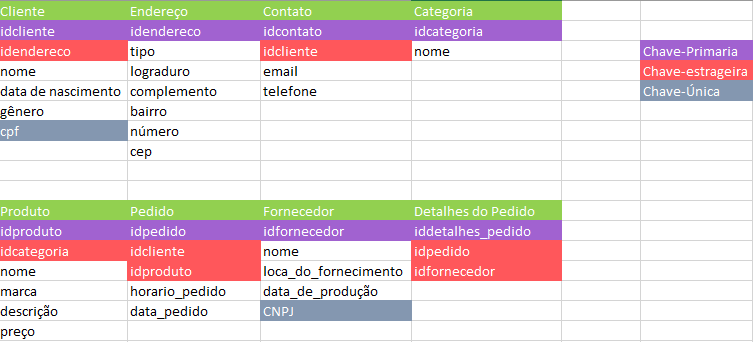 Cliente Endereço Contato Categoria
idcliente idendereco idcontato idcategoria
idendereco tipo idcliente nome Chave-Primaria
nome lograduro email Chave-estrageira
data de nascimento complemento telefone Chave-Única
gênero bairro
cpf número
cep
Produto Pedido Fornecedor Detalhes do Pedido
idproduto idpedido idfornecedor iddetalhes_pedido
idcategoria idcliente nome idpedido
nome idproduto loca_do_fornecimento idfornecedor
marca horario_pedido data_de_produção
descrição data_pedido CNPJ
preço